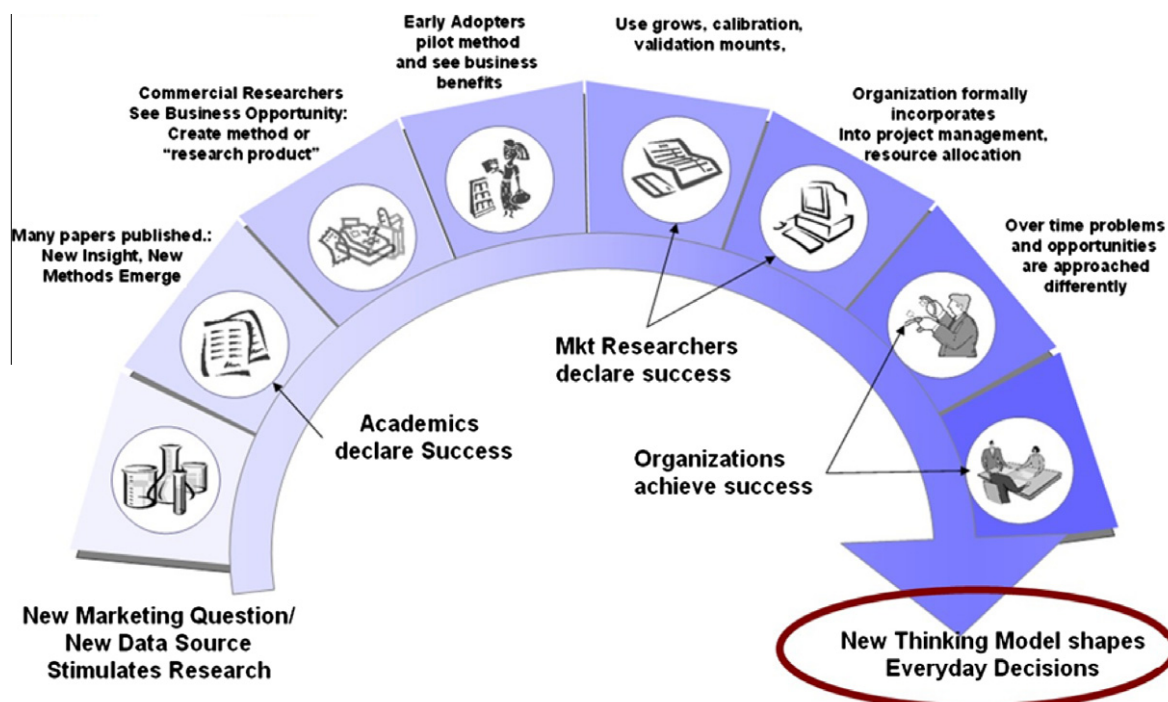 New Marketing Question/
New Data Source
Stimulates Research
Many papers published.:
New Insight, New
Methods Emerge
Commercial Researchers
See Business Opportunity:
Create method or
“research product”
Early Adopters
pilot method
and see business
benefits
Use grows, calibration,
validation mounts,
Organization formally
incorporates
Into project management,
resource allocation
Over time problems
and opportunities
are approached
differently
Academics
declare Success
Mkt Researchers
declare success
Organizations
achieve success
New Thinking Model shapes
Everyday Decisions